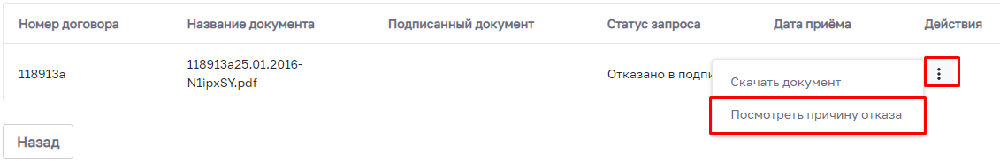 Номер договора Название документа Подписанный документ Статус запроса Дата приёма Действия
118913а 118913а25.01.2016-
N1ipxSY.pdf
Отказано в подпи
Скачать документ
Посмотреть причину отказа
Назад